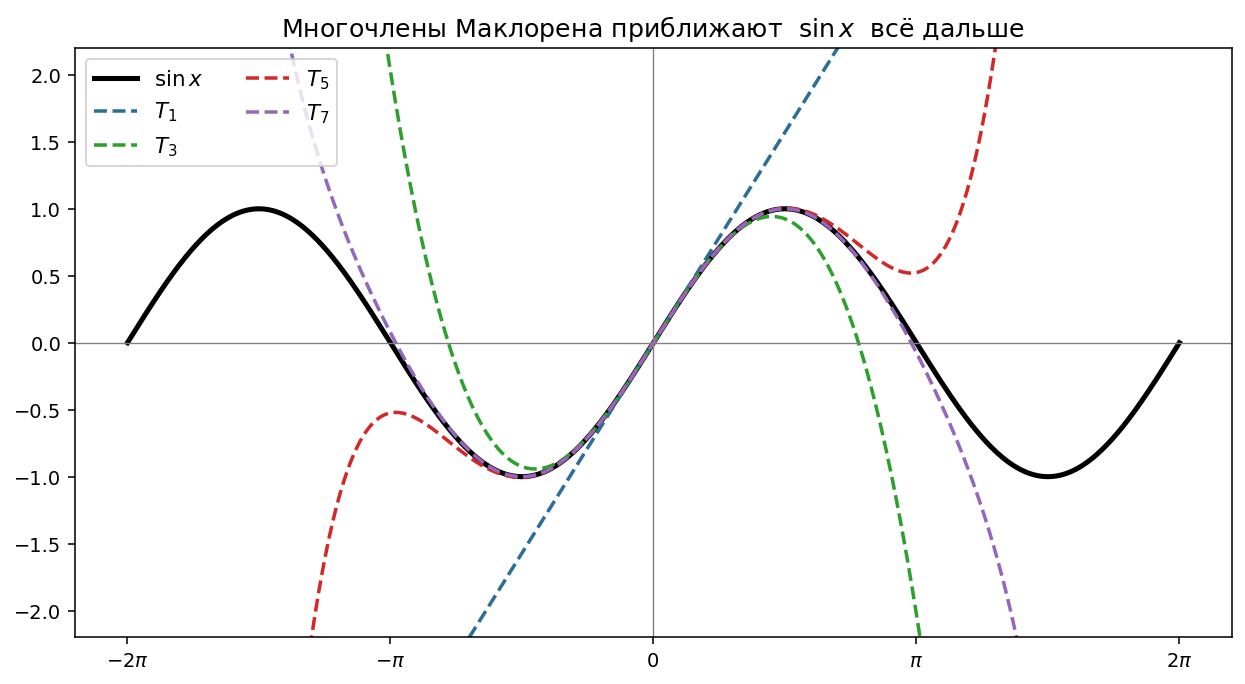 Многочлены Маклорена приближают sin x всё дальше
sin x
T₁
T₃
T₅
T₇
2.0
1.5
1.0
0.5
0.0
−0.5
−1.0
−1.5
−2.0
−2π
−π
0
π
2π